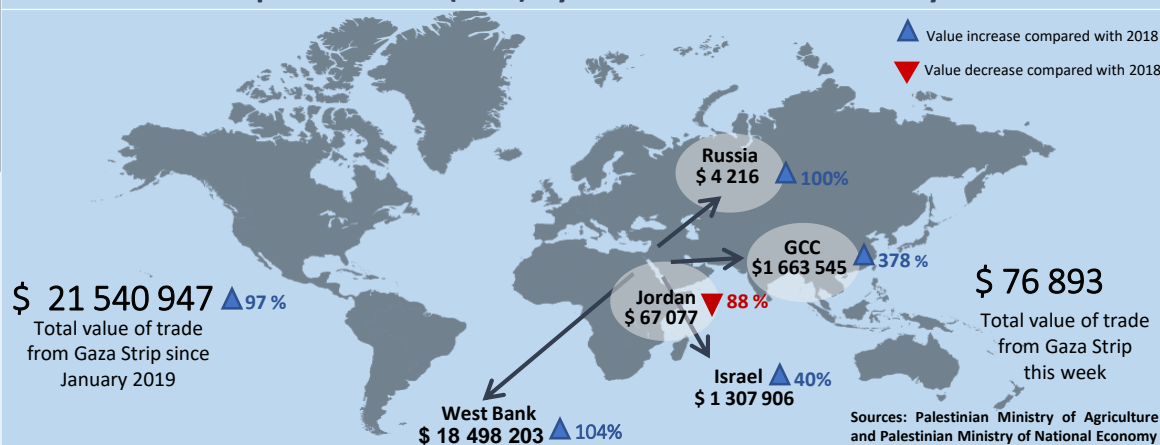 Value increase compared with 2018
Value decrease compared with 2018
Russia
$ 4 216
100%
GCC
$1 663 545
378 %
Jordan
$ 67 077
88 %
$ 21 540 947
97 %
Total value of trade
from Gaza Strip since
January 2019
$ 76 893
Total value of trade
from Gaza Strip
this week
Israel
$ 1 307 906
40%
West Bank
$ 18 498 203
104%
Sources: Palestinian Ministry of Agriculture
and Palestinian Ministry of National Economy